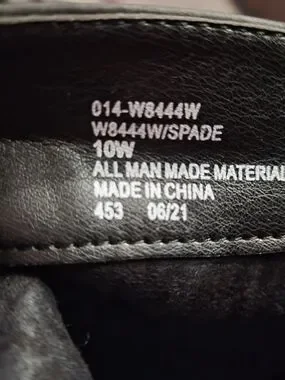 014-W8444W
W8444W/SPADE
10W
ALL MAN MADE MATERIAL
MADE IN CHINA
453 06/21